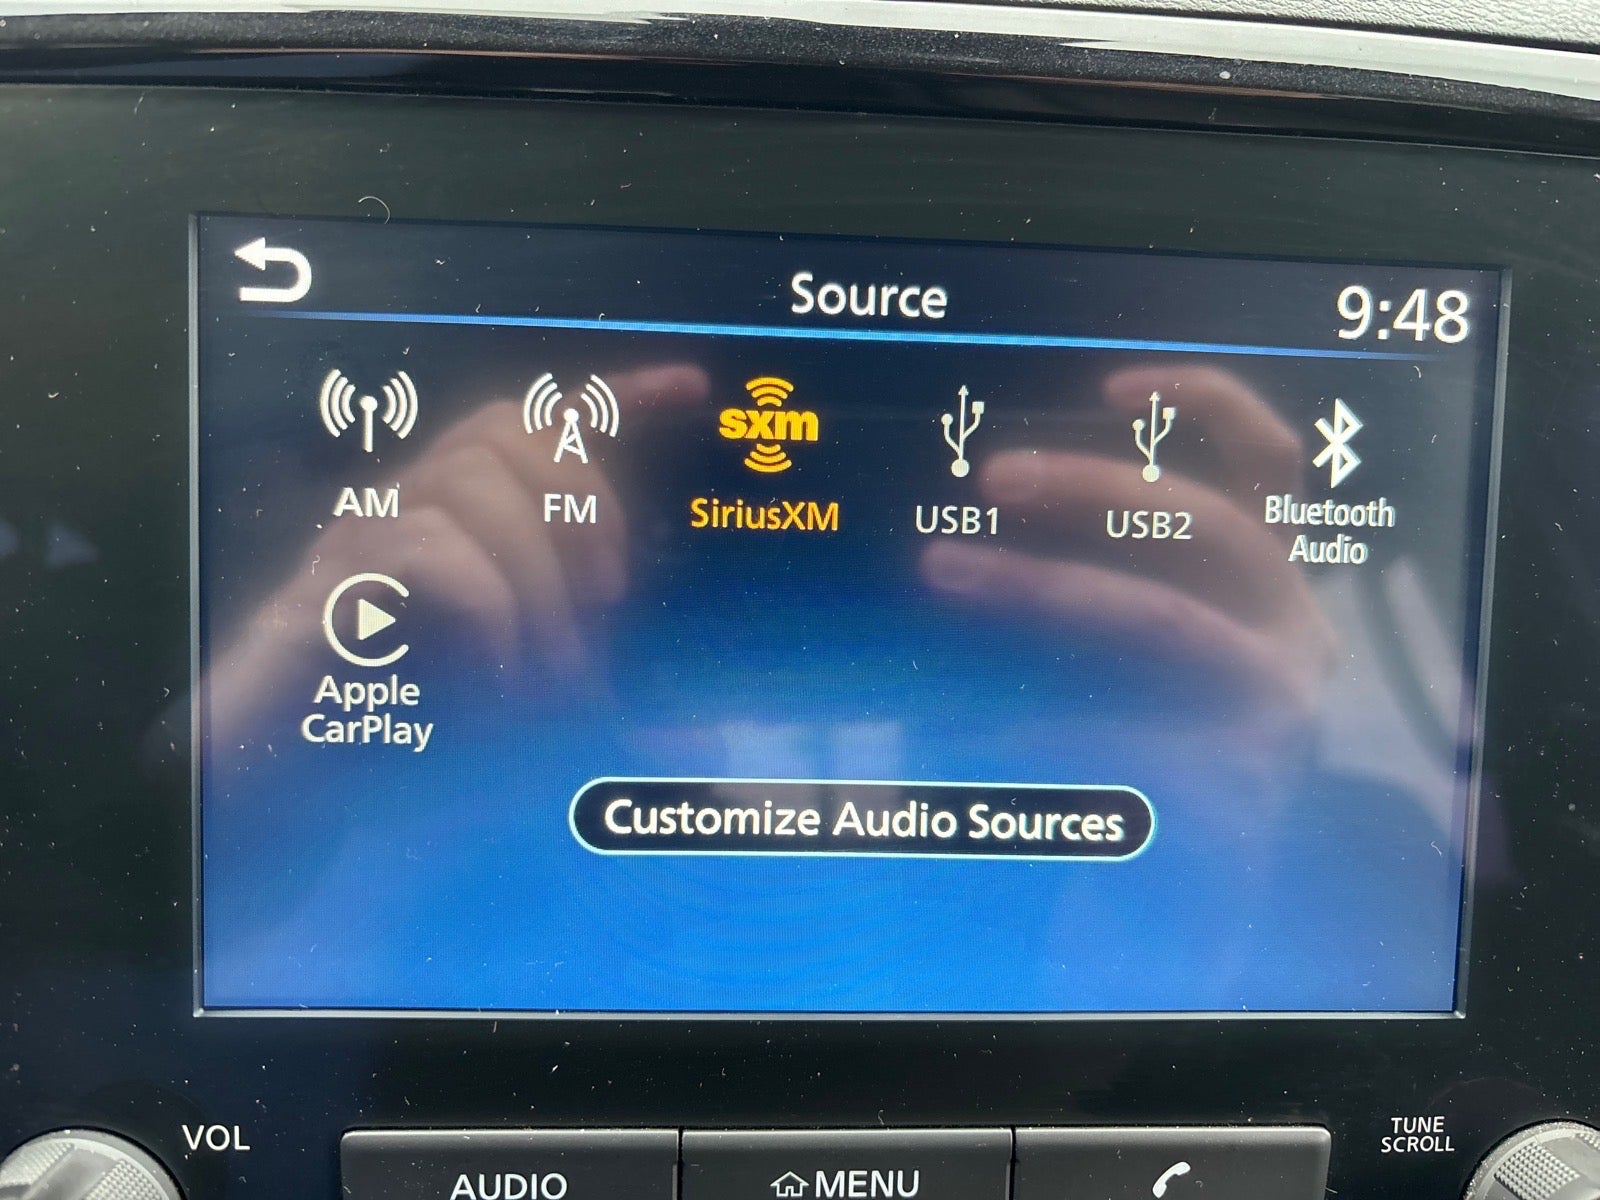 Source
9:48
sxm
AM
FM
SiriusXM
USB1
USB2
Bluetooth
Audio
Apple
CarPlay
Customize Audio Sources
VOL
TUNE
SCROLL
AUDIO
MENU